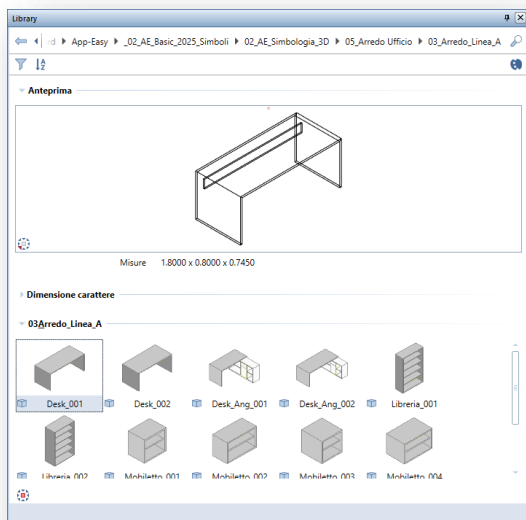 Library
App-Easy ▸ _02_AE_Basic_2025_Simboli ▸ 02_AE_Simbologia_3D ▸ 05_Arredo Ufficio ▸ 03_Arredo_Linea_A
Anteprima
Misure 1.8000 x 0.8000 x 0.7450
Dimensione carattere
03Arredo_Linea_A
Desk_001 Desk_002 Desk_Ang_001 Desk_Ang_002 Libreria_001
Libreria_002 Mobiletto_001 Mobiletto_002 Mobiletto_003 Mobiletto_004